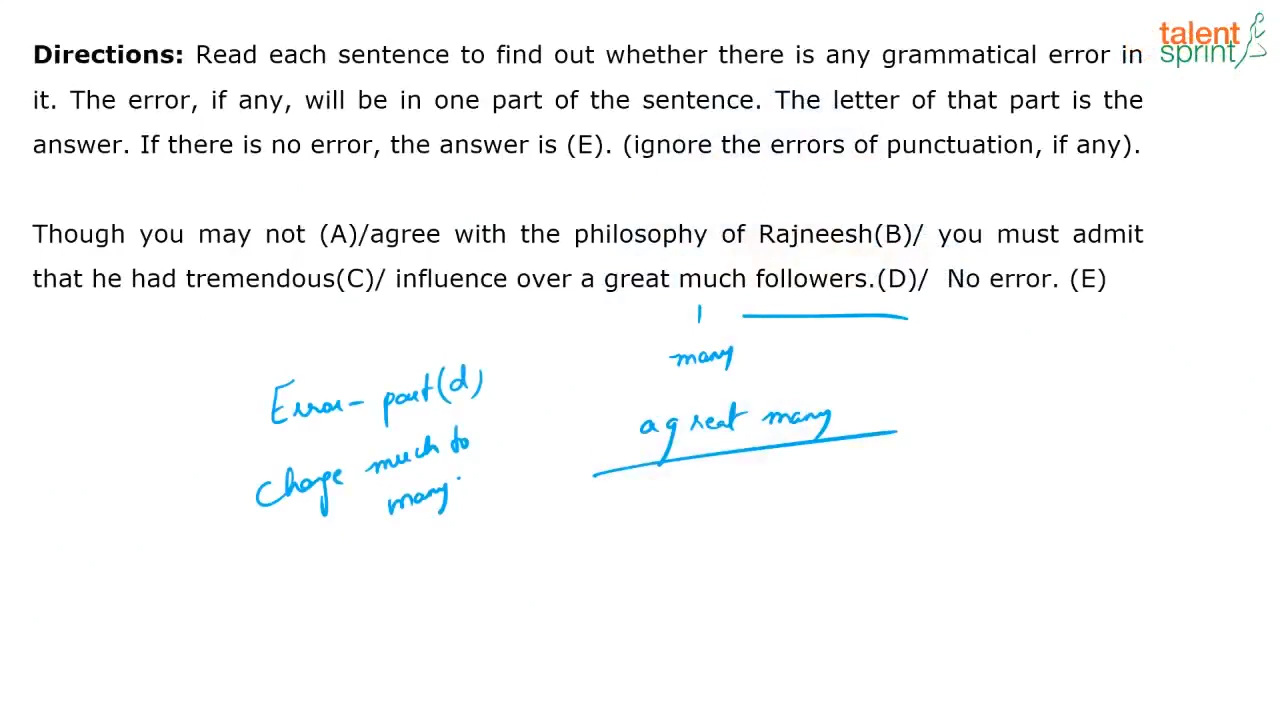 talent
sprint
Directions: Read each sentence to find out whether there is any grammatical error in
it. The error, if any, will be in one part of the sentence. The letter of that part is the
answer. If there is no error, the answer is (E). (ignore the errors of punctuation, if any).
Though you may not (A)/agree with the philosophy of Rajneesh(B)/ you must admit
that he had tremendous(C)/ influence over a great much followers.(D)/ No error. (E)
many
Error- part(d)
a great many
change much to
many.